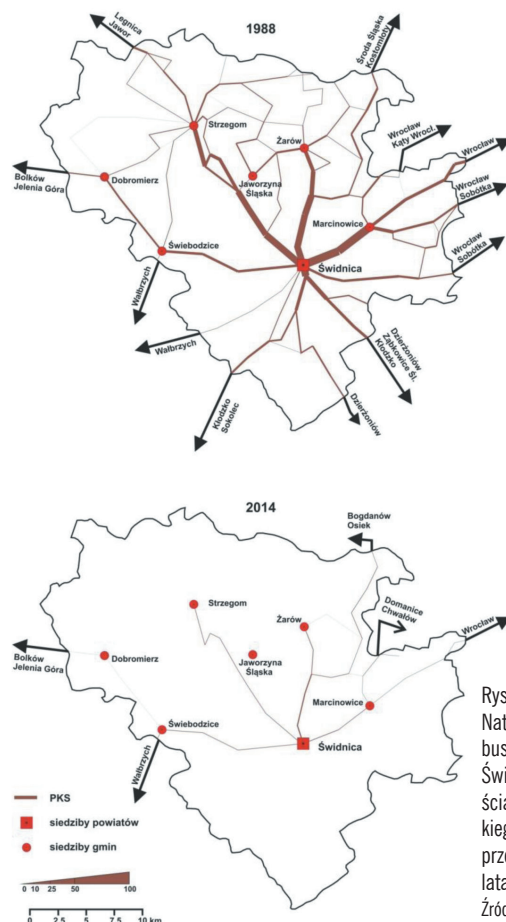 1988
Legnica
Jawor
Środa Śląska
Kostomłoty
Strzegom
Żarów
Wrocław
Kąty Wrocł.
Wrocław
Bolków
Jelenia Góra
Dobromierz
Jaworzyna
Śląska
Marcinowice
Wrocław
Sobótka
Świebodzice
Świdnica
Wrocław
Sobótka
Wałbrzych
Wałbrzych
Kłodzko
Sokolec
Dzierżoniów
Dzierżoniów
Ząbkowice Śl.
Kłodzko
2014
Bogdanów
Osiek
Domanice
Chwałów
Strzegom
Żarów
Wrocław
Bolków
Jelenia Góra
Dobromierz
Jaworzyna
Śląska
Marcinowice
Świebodzice
Świdnica
Wałbrzych
PKS
siedziby powiatów
siedziby gmin
0 10 25 50 100
0 2.5 5 7.5 10 km
Rys
Nat
bus
Świ
ścia
kieg
prze
lata
Źród